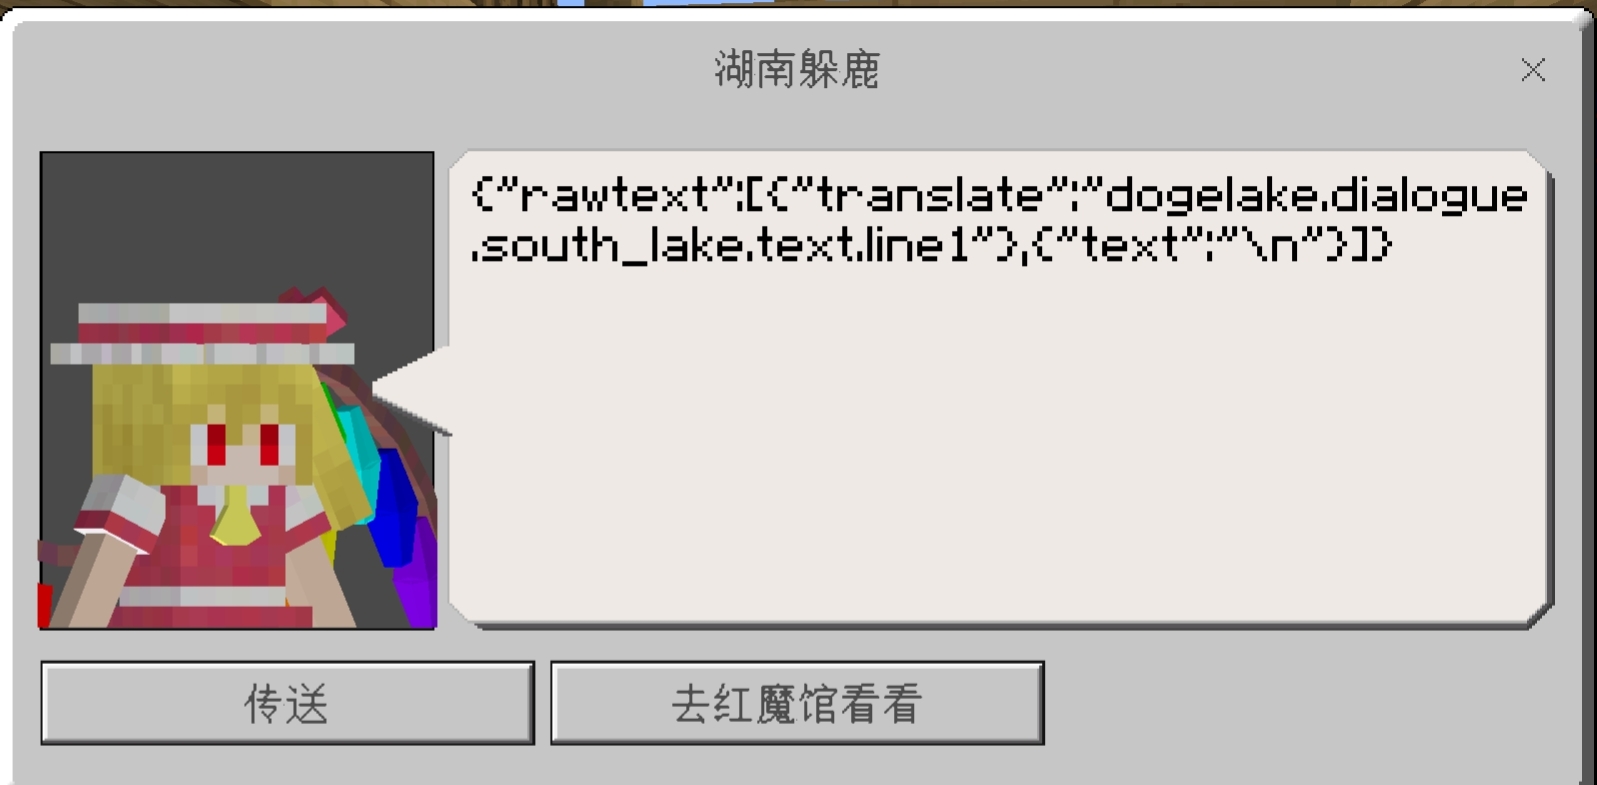 湖南躲鹿
{"rawtext":[{"translate":"dogelake.dialogue
.south_lake.text.line1"},{"text":"\n"}]}
传送
去红魔馆看看